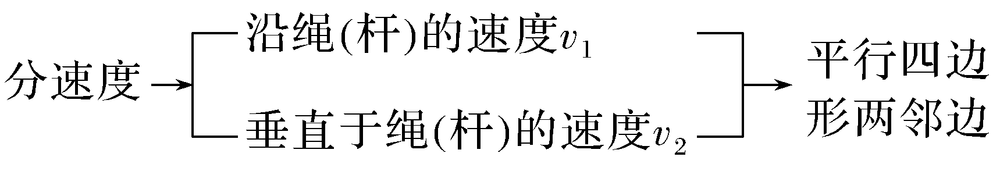 分速度
沿绳(杆)的速度v₁
垂直于绳(杆)的速度v₂
平行四边
形两邻边